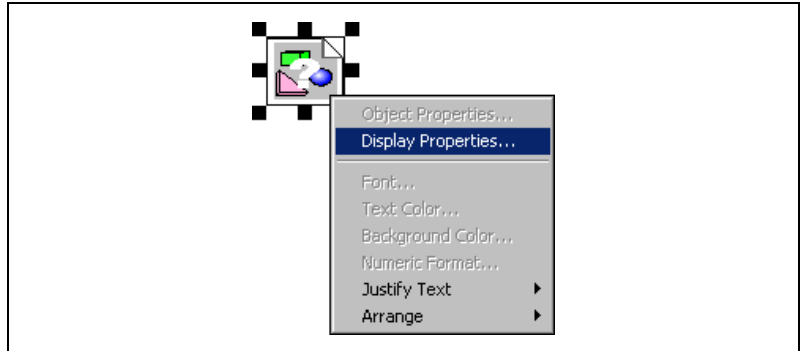 Object Properties...
Display Properties...
Font...
Text Color...
Background Color...
Numeric Format...
Justify Text
Arrange